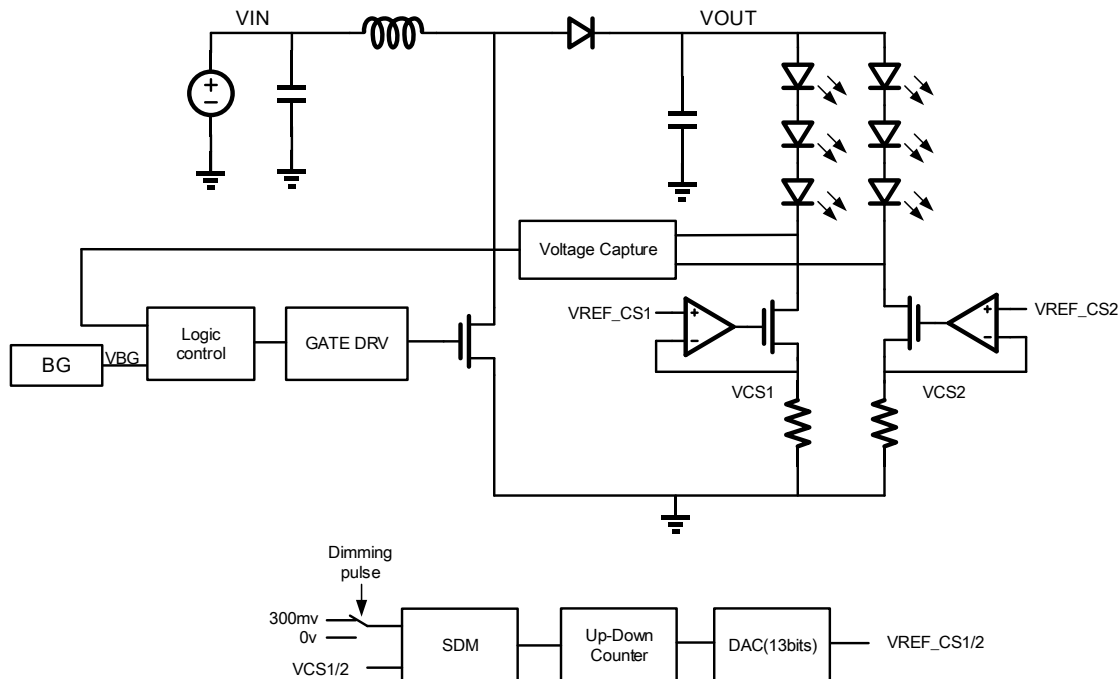 VIN
VOUT
+
−
Voltage Capture
VREF_CS1
+
-
+
-
VREF_CS2
Logic
control
GATE DRV
BG
VBG
VCS1
VCS2
Dimming
pulse
300mv
0v
VCS1/2
SDM
Up-Down
Counter
DAC(13bits)
VREF_CS1/2